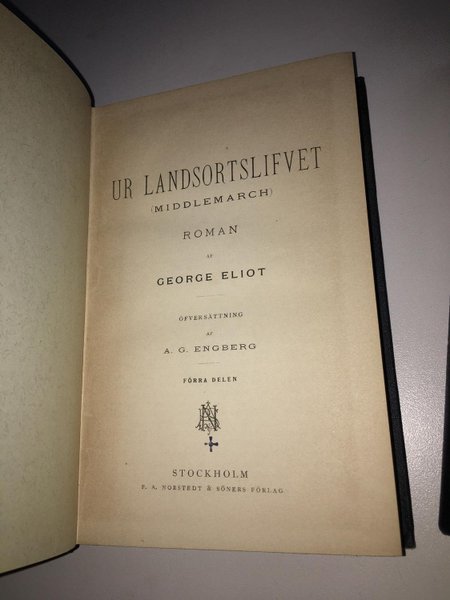 UR LANDSORTSLIFVET
(MIDDLEMARCH)
ROMAN
AF
GEORGE ELIOT
ÖFVERSÄTTNING
AF
A. G. ENGBERG
FÖRRA DELEN
STOCKHOLM
P. A. NORSTEDT & SÖNERS FÖRLAG